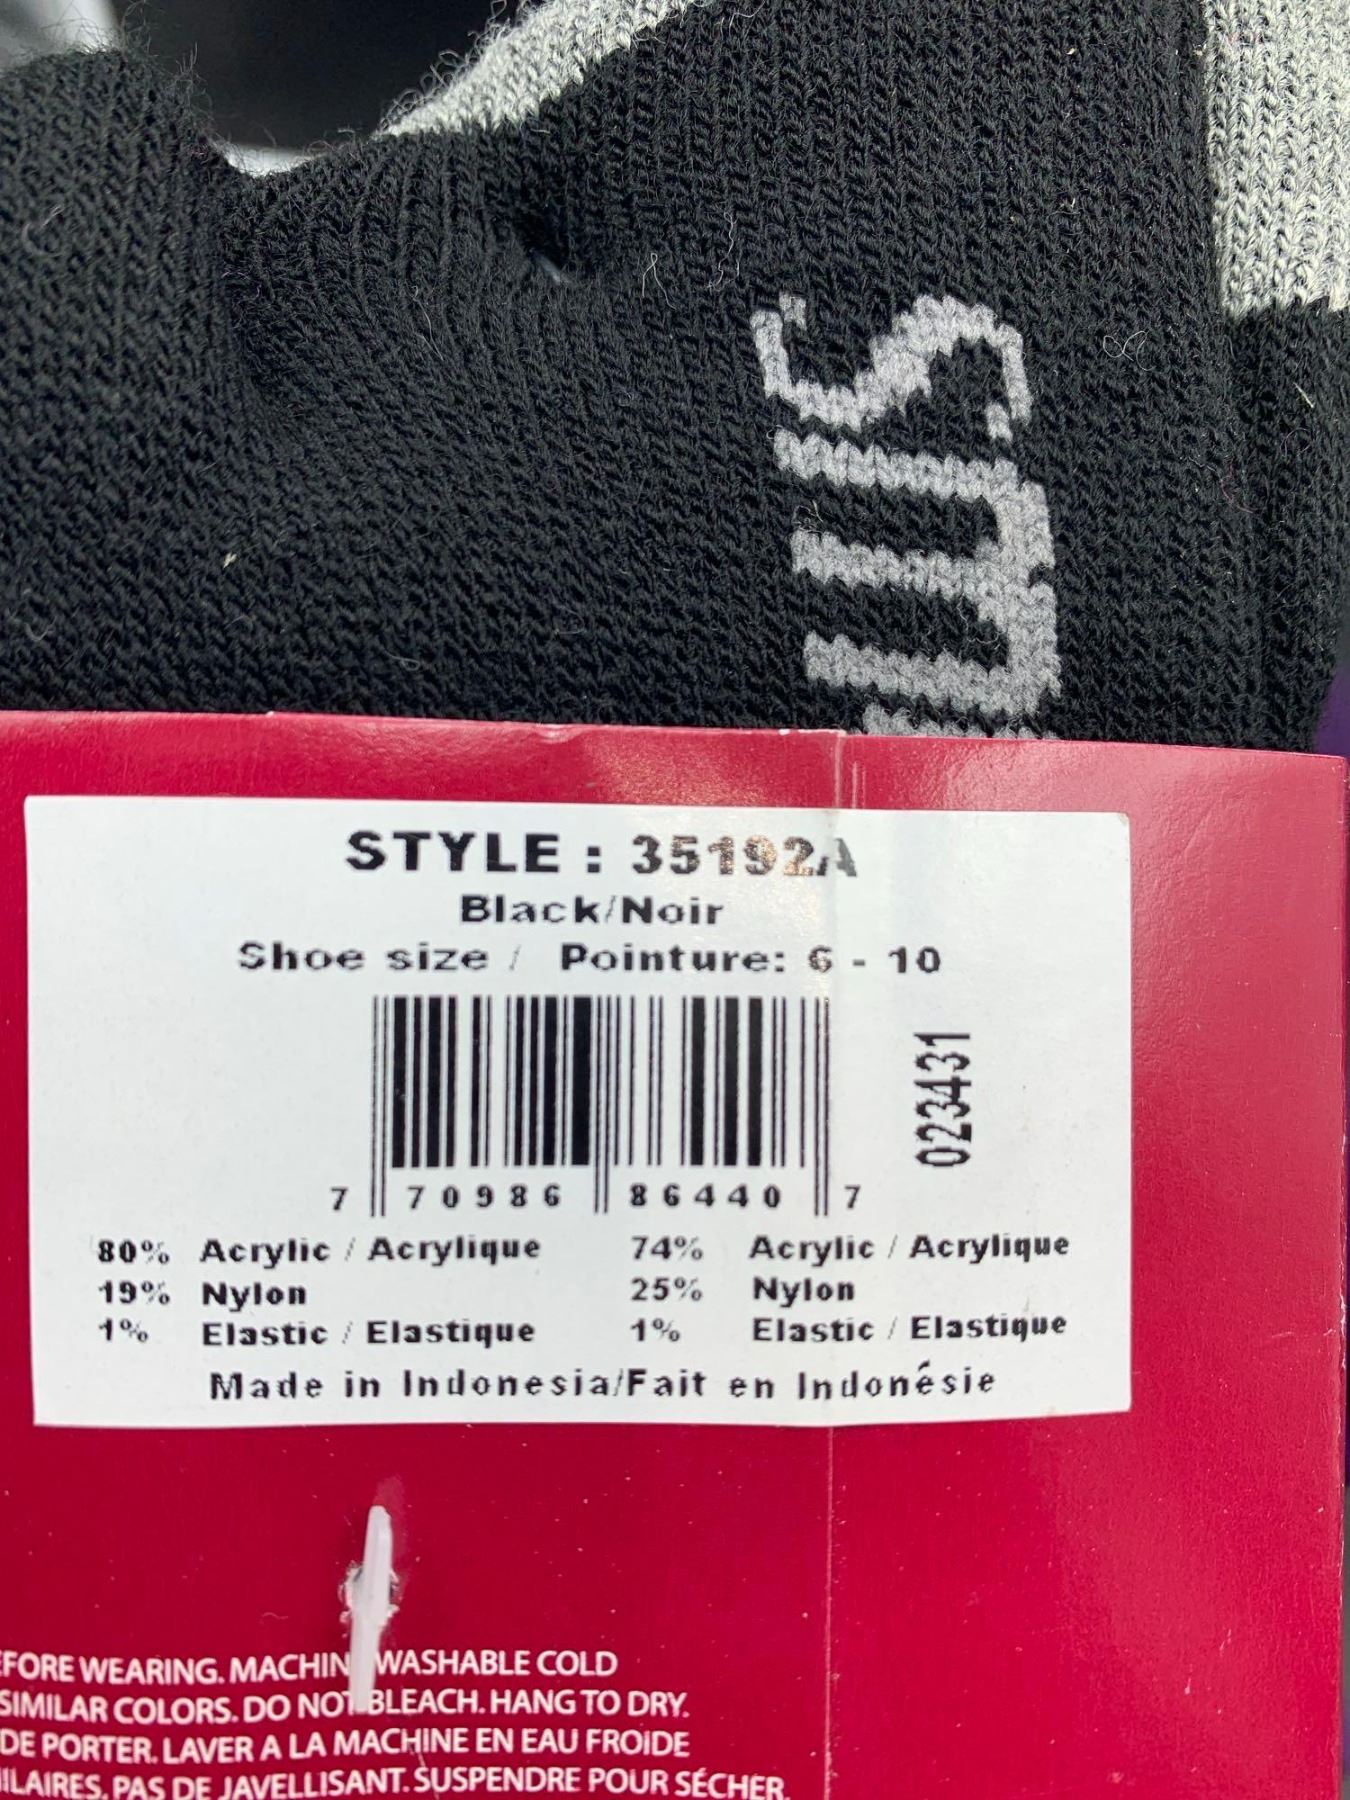 STYLE : 35192A
Black/Noir
Shoe size / Pointure: 6 - 10
023431
7 70986 86440 7
80% Acrylic / Acrylique 74% Acrylic / Acrylique
19% Nylon 25% Nylon
1% Elastic / Elastique 1% Elastic / Elastique
Made in Indonesia/Fait en Indonésie
WEARING. MACHINE WASHABLE COLD
SIMILAR COLORS. DO NOT BLEACH. HANG TO DRY.
DE PORTER. LAVER A LA MACHINE EN EAU FROIDE
PAS DE JAVELLISANT. SUSPENDRE POUR SÉCHER.